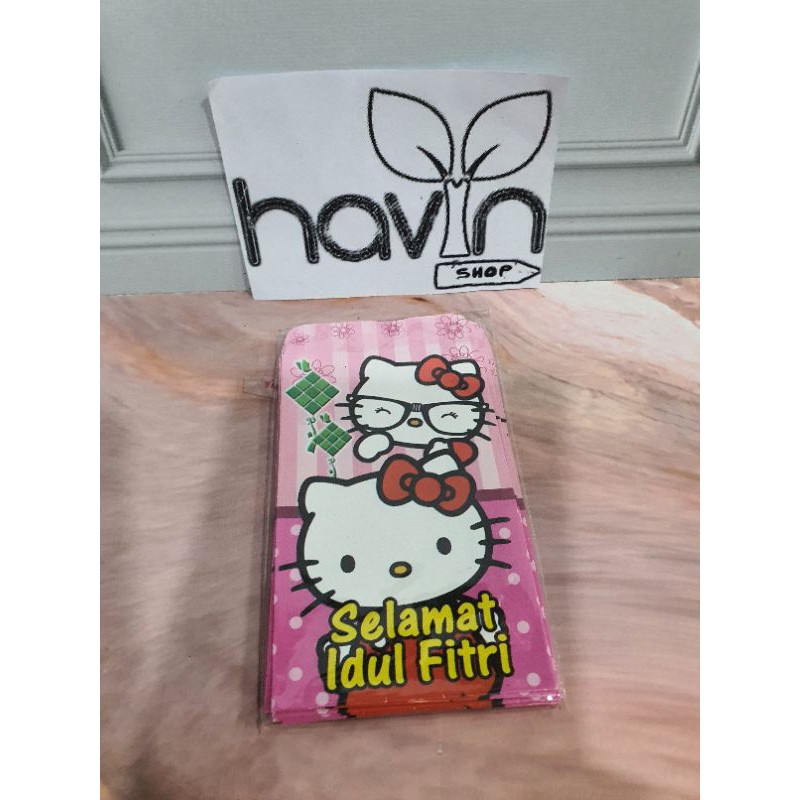 havin
SHOP
Selamat
Idul Fitri